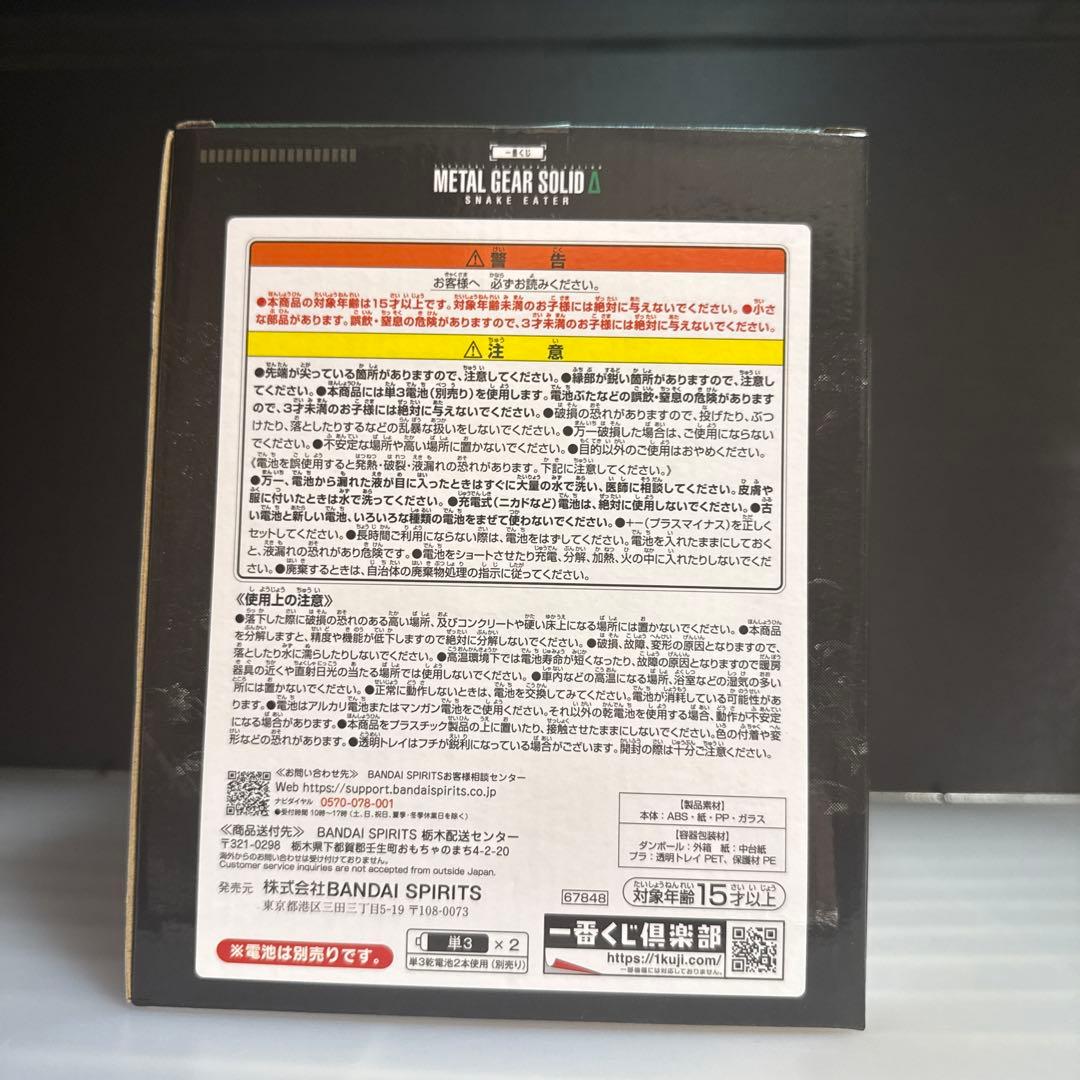 一番くじ
TACTICAL ESPIONAGE ACTION
METAL GEAR SOLID Δ
SNAKE EATER
⚠警告
お客様へ 必ずお読みください。
●本商品の対象年齢は15才以上です。対象年齢未満のお子様には絶対に与えないでください。●小さ
な部品があります。誤飲・窒息の危険がありますので、3才未満のお子様には絶対に与えないでください。
⚠注意
●先端が尖っている箇所がありますので、注意してください。●縁部が鋭い箇所がありますので、注意し
てください。●本商品には単3電池(別売り)を使用します。電池ぶたなどの誤飲・窒息の危険があります
ので、3才未満のお子様には絶対に与えないでください。●破損の恐れがありますので、投げたり、ぶつ
けたり、落としたりするなどの乱暴な扱いをしないでください。●万一破損した場合は、ご使用にならない
でください。●不安定な場所や高い場所に置かないでください。●目的以外のご使用はおやめください。
《電池を誤使用すると発熱・破裂・液漏れの恐れがあります。下記に注意してください。》
●万一、電池から漏れた液が目に入ったときはすぐに大量の水で洗い、医師に相談してください。皮膚や
服に付いたときは水で洗ってください。●充電式(ニカドなど)電池は、絶対に使用しないでください。●古
い電池と新しい電池、いろいろな種類の電池をまぜて使わないでください。●+−(プラスマイナス)を正しく
セットしてください。●長時間ご利用にならない際は、電池をはずしてください。電池を入れたままにしておく
と、液漏れの恐れがあり危険です。●電池をショートさせたり充電、分解、加熱、火の中に入れたりしないでくだ
さい。●廃棄するときは、自治体の廃棄物処理の指示に従ってください。
《使用上の注意》
●落下した際に破損の恐れのある高い場所、及びコンクリートや硬い床上になる場所には置かないでください。●本商品
を分解しますと、精度や機能が低下しますので絶対に分解しないでください。●破損、故障、変形の原因となりますので、
落としたり水に濡らしたりしないでください。●高温環境下では電池寿命が短くなったり、故障の原因となりますので暖房
器具の近くや直射日光の当たる場所では使用しないでください。●車内などの高温になる場所、浴室などの湿気の多い
所には置かないでください。●正常に動作しないときは、電池を交換してみてください。電池が消耗している可能性があ
ります。●電池はアルカリ電池またはマンガン電池をご使用ください。それ以外の乾電池を使用する場合、動作が不安定
になる場合があります。●本商品をプラスチック製品の上に置いたり、接触させたままにしないでください。色の付着や変
形などの恐れがあります。●透明トレイはフチが鋭利になっている場合がございます。開封の際は十分ご注意ください。
≪お問い合わせ先≫ BANDAI SPIRITSお客様相談センター
Web https://support.bandaispirits.co.jp
ナビダイヤル 0570-078-001
●受付時間 10時〜17時 (土、日、祝日、夏季・冬季休業日を除く)
≪商品送付先≫ BANDAI SPIRITS 栃木配送センター
〒321-0298 栃木県下都賀郡壬生町おもちゃのまち4-2-20
海外からのお問い合わせは受け付けておりません。
Customer service inquiries are not accepted from outside Japan.
発売元 株式会社BANDAI SPIRITS
東京都港区三田三丁目5-19 〒108-0073
【製品素材】
本体:ABS・紙・PP・ガラス
【容器包装材】
ダンボール:外箱 紙:中台紙
プラ:透明トレイ PET、保護材 PE
67848
対象年齢15才以上
※電池は別売りです。
単3 ×2
単3乾電池2本使用(別売り)
一番くじ倶楽部
https://1kuji.com/
一部機種には対応しておりません。